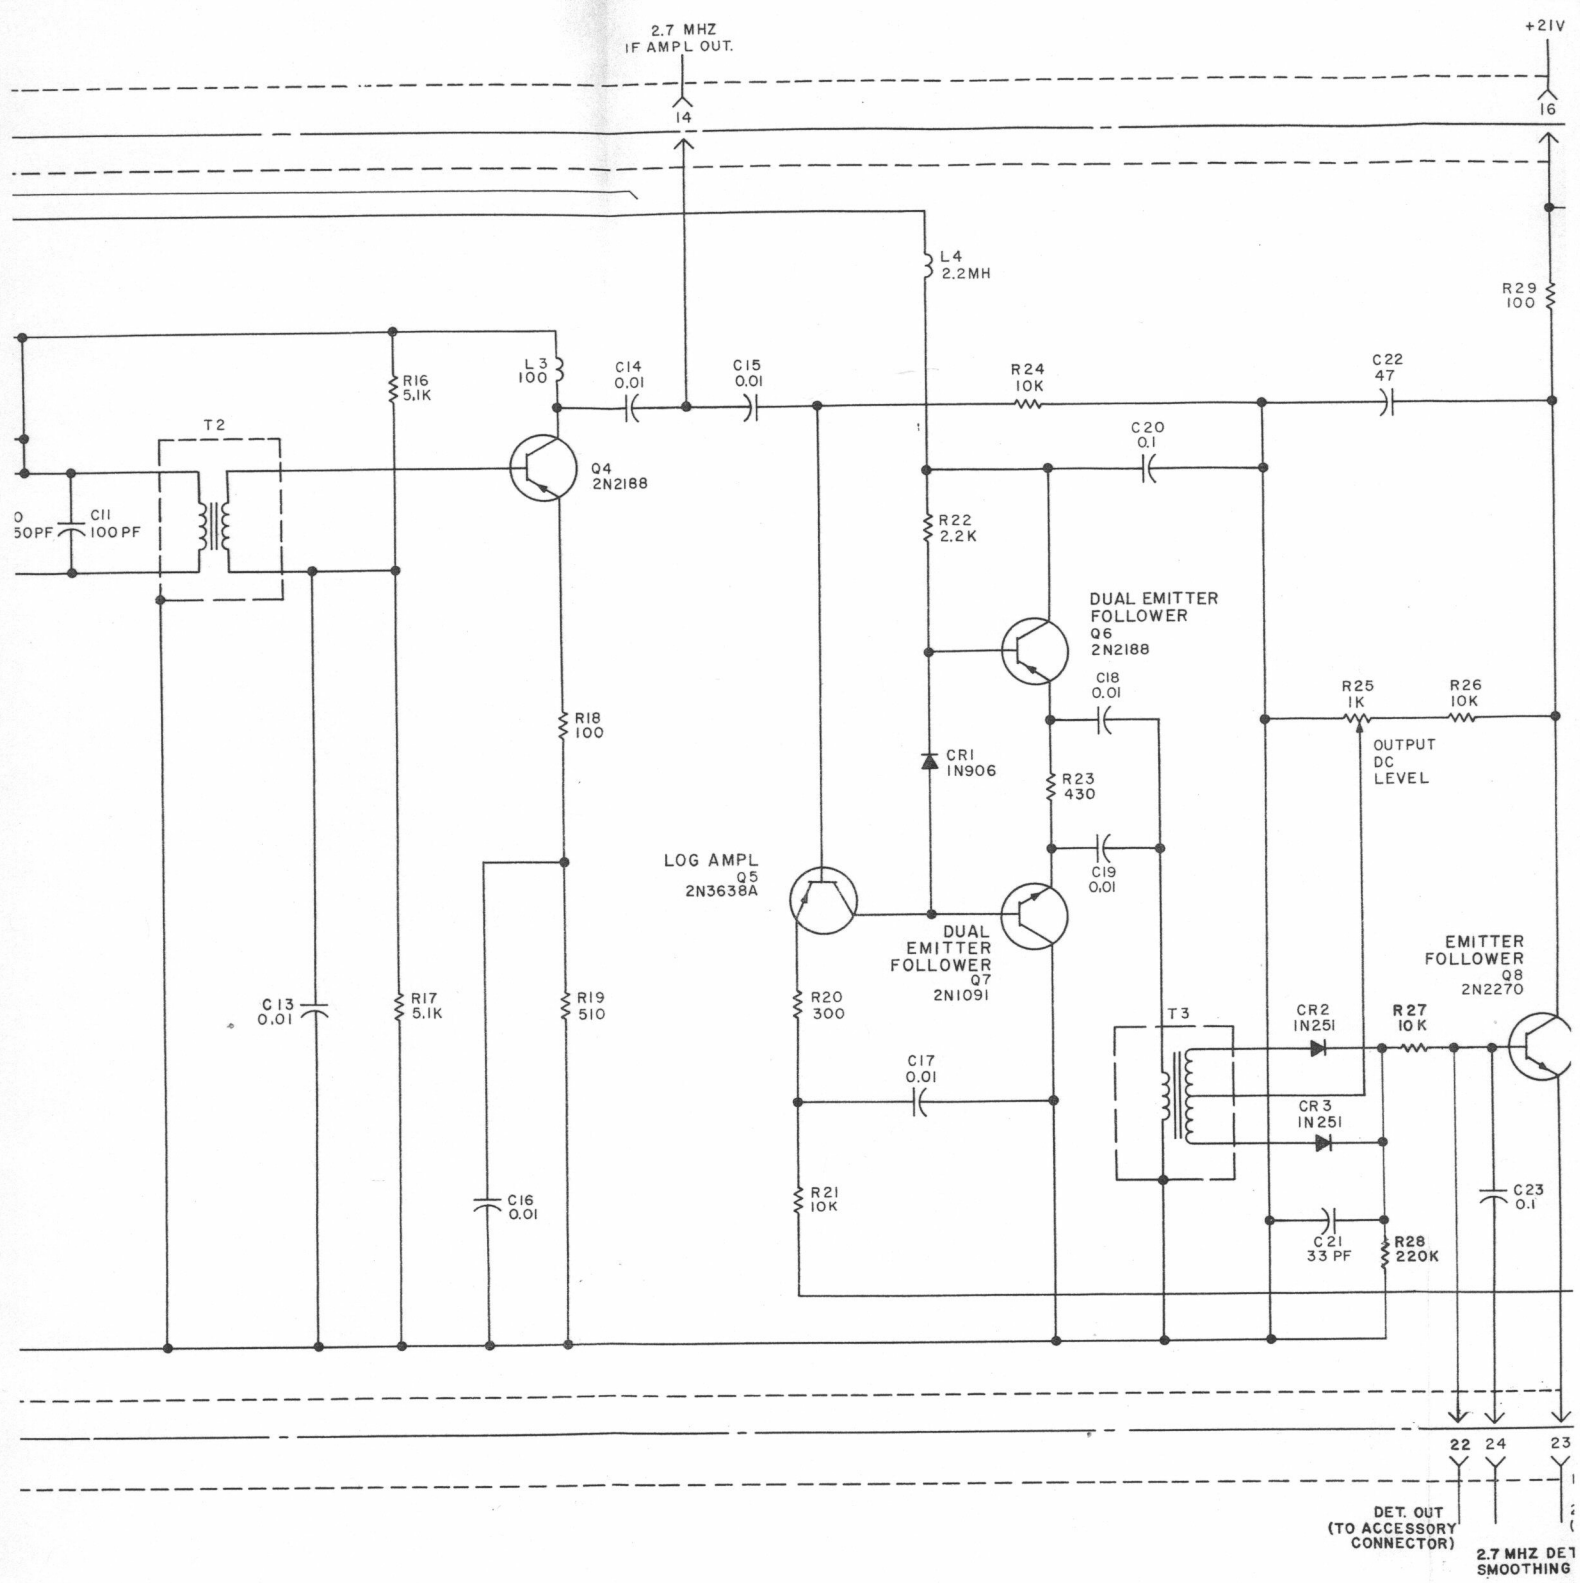 2.7 MHZ
IF AMPL OUT.
+21V
14
16
L4
2.2MH
R29
100
L3
100
C14
0.01
C15
0.01
R24
10K
C22
47
R16
5.1K
T2
C20
0.1
Q4
2N2188
50PF
C11
100PF
R22
2.2K
DUAL EMITTER
FOLLOWER
Q6
2N2188
C18
0.01
R25
1K
R26
10K
R18
100
OUTPUT
DC
LEVEL
CR1
1N906
R23
430
LOG AMPL
Q5
2N3638A
C19
0.01
DUAL
EMITTER
FOLLOWER
Q7
2N1091
EMITTER
FOLLOWER
Q8
2N2270
C13
0.01
R17
5.1K
R19
510
R20
300
T3
CR2
1N251
R27
10K
C17
0.01
CR3
1N251
C16
0.01
R21
10K
C23
0.1
C21
33PF
R28
220K
22
24
23
DET. OUT
(TO ACCESSORY
CONNECTOR)
2.7 MHZ DET
SMOOTHING